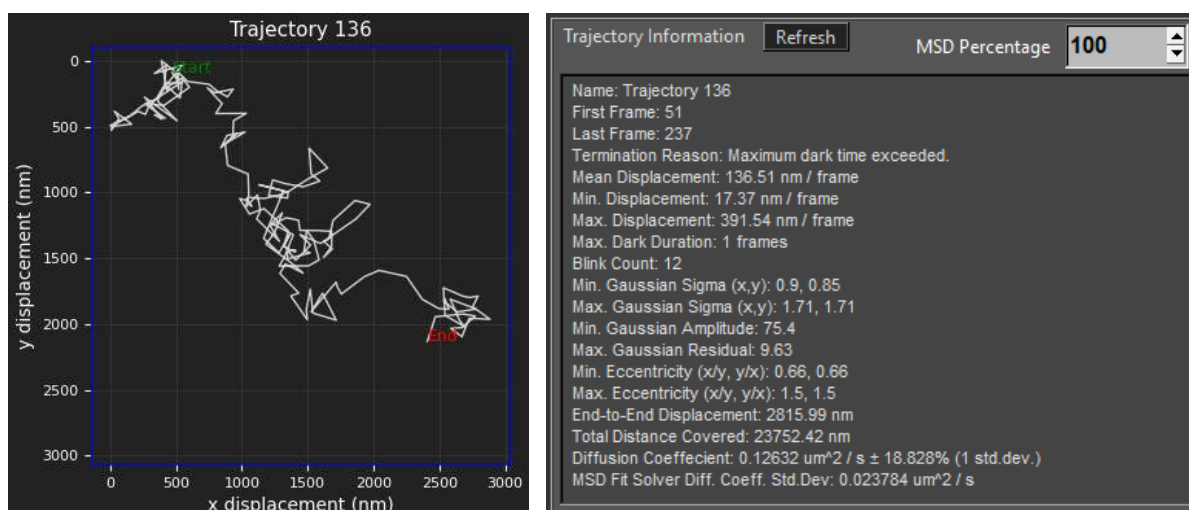 Trajectory 136
Start
End
0
500
1000
1500
2000
2500
3000
y displacement (nm)
0 500 1000 1500 2000 2500 3000
x displacement (nm)
Trajectory Information Refresh MSD Percentage 100
Name: Trajectory 136
First Frame: 51
Last Frame: 237
Termination Reason: Maximum dark time exceeded.
Mean Displacement: 136.51 nm / frame
Min. Displacement: 17.37 nm / frame
Max. Displacement: 391.54 nm / frame
Max. Dark Duration: 1 frames
Blink Count: 12
Min. Gaussian Sigma (x,y): 0.9, 0.85
Max. Gaussian Sigma (x,y): 1.71, 1.71
Min. Gaussian Amplitude: 75.4
Max. Gaussian Residual: 9.63
Min. Eccentricity (x/y, y/x): 0.66, 0.66
Max. Eccentricity (x/y, y/x): 1.5, 1.5
End-to-End Displacement: 2815.99 nm
Total Distance Covered: 23752.42 nm
Diffusion Coeffecient: 0.12632 um^2 / s ± 18.828% (1 std.dev.)
MSD Fit Solver Diff. Coeff. Std.Dev: 0.023784 um^2 / s